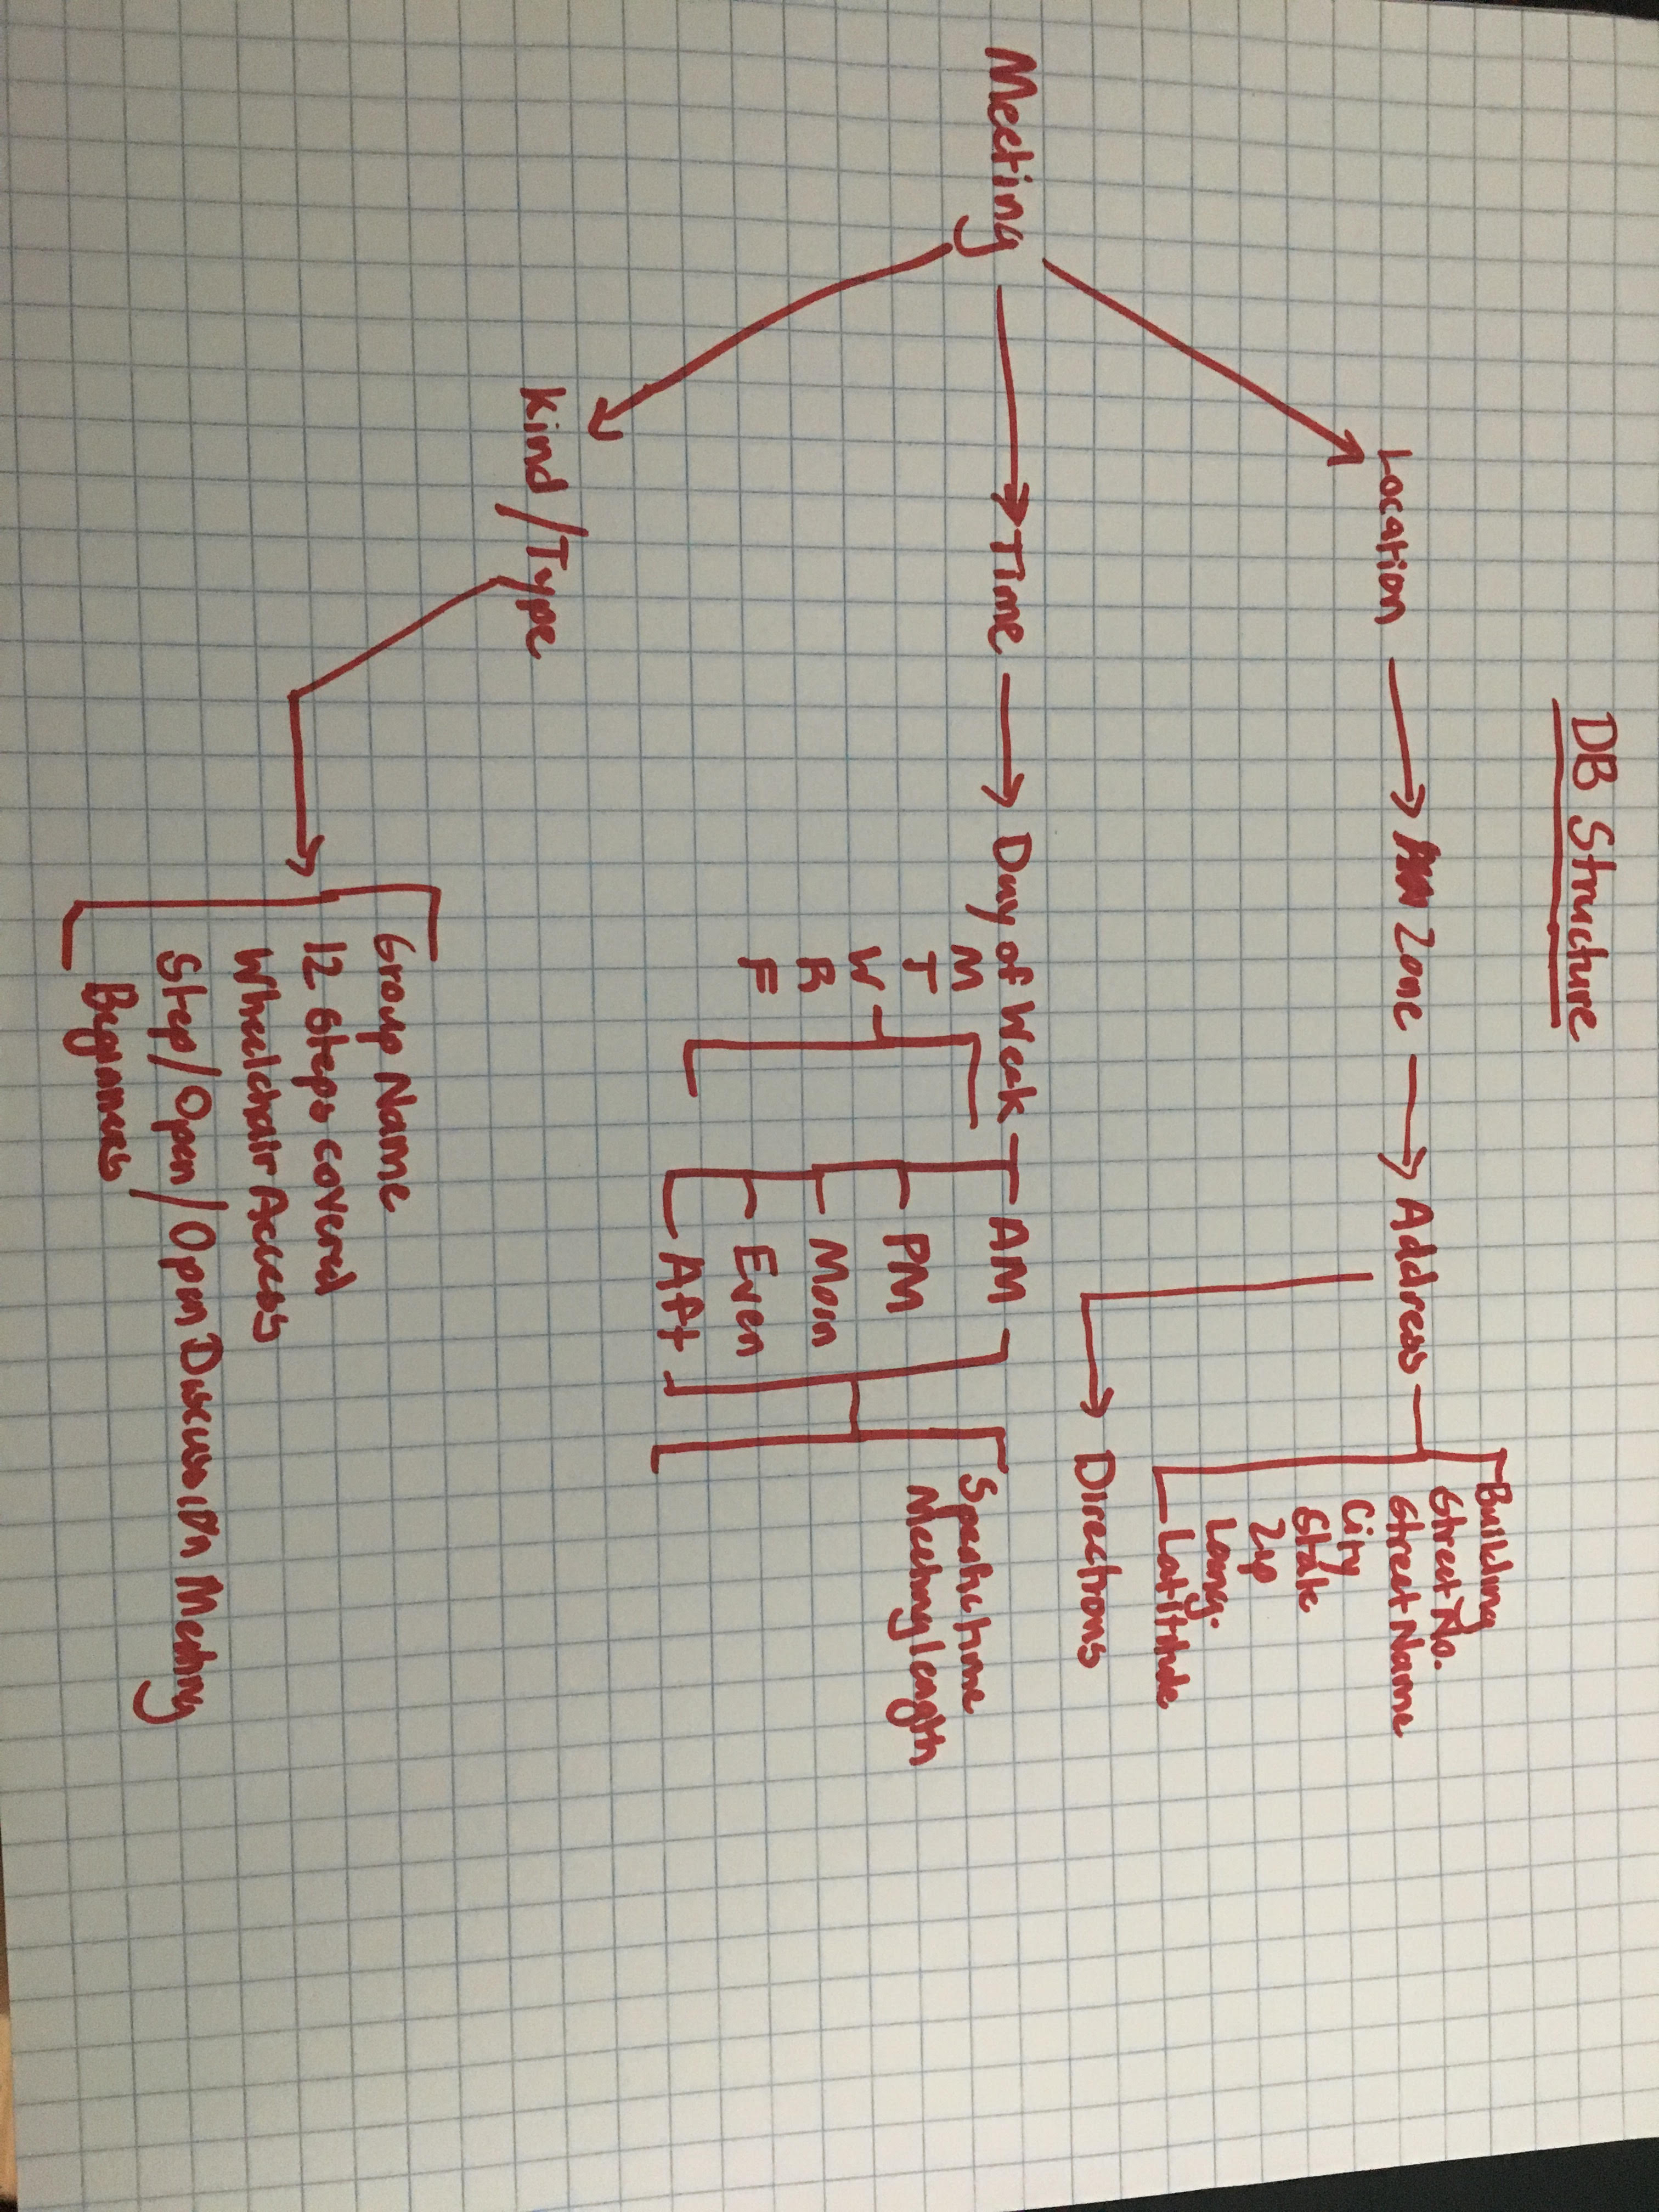 DB Structure
Location
Zone
Address
Building
Street No.
Street Name
City
State
Zip
Long.
Latititude
Directions
Meeting
Time
Day of Week
M
T
W
R
F
AM
PM
Morn
Even
Aft
Specific time
Meeting length
Kind/Type
Group Name
12 Steps covered
Wheelchair Access
Step/Open/Open Discussion Meeting
Beginners